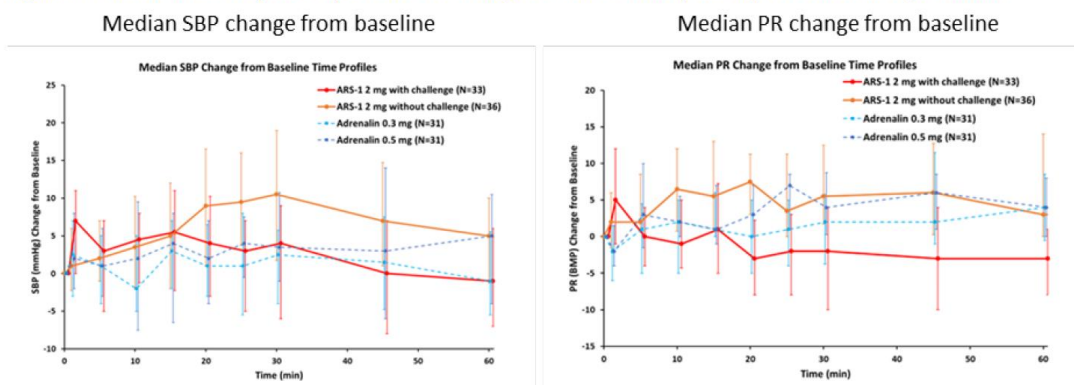 Median SBP change from baseline
Median SBP Change from Baseline Time Profiles
ARS-1 2 mg with challenge (N=33)
ARS-1 2 mg without challenge (N=36)
Adrenalin 0.3 mg (N=31)
Adrenalin 0.5 mg (N=31)
SBP (mmHg) Change from Baseline
25
20
15
10
5
0
-5
-10
0 10 20 30 40 50 60
Time (min)
Median PR change from baseline
Median PR Change from Baseline Time Profiles
ARS-1 2 mg with challenge (N=33)
ARS-1 2 mg without challenge (N=36)
Adrenalin 0.3 mg (N=31)
Adrenalin 0.5 mg (N=31)
PR (BMP) Change from Baseline
20
15
10
5
0
-5
-10
-15
0 10 20 30 40 50 60
Time (min)